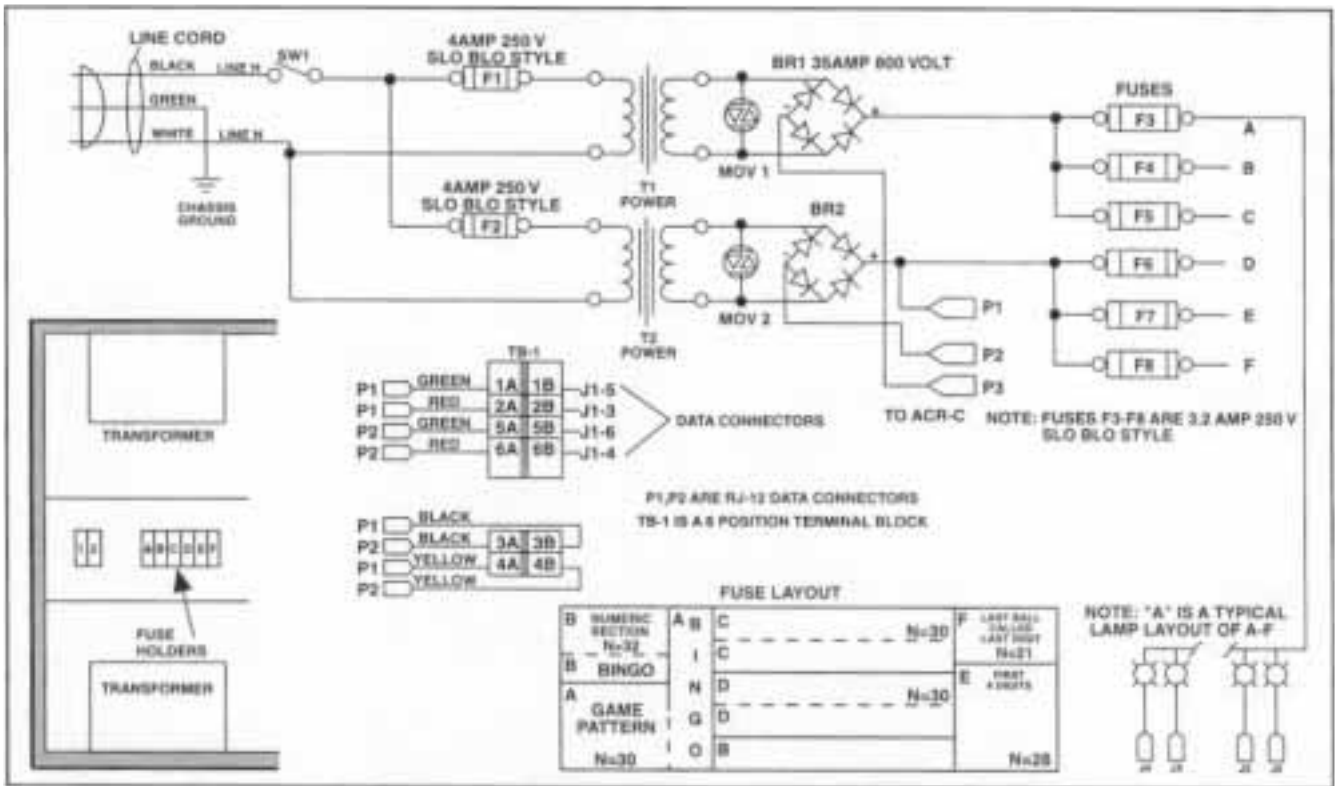 LINE CORD
BLACK
LINE H
SW1
GREEN
WHITE
LINE N
CHASSIS
GROUND
4AMP 250 V
SLO BLO STYLE
F1
4AMP 250 V
SLO BLO STYLE
F2
T1
POWER
T2
POWER
MOV 1
MOV 2
BR1 35AMP 800 VOLT
BR2
- +
- +
FUSES
F3 A
F4 B
F5 C
F6 D
F7 E
F8 F
P1
P2
P3
TO ACR-C
NOTE: FUSES F3-F8 ARE 3.2 AMP 250 V
SLO BLO STYLE
TB-1
P1 GREEN 1A 1B J1-5
P1 RED 2A 2B J1-3
P2 GREEN 5A 5B J1-6
P2 RED 6A 6B J1-4
DATA CONNECTORS
P1,P2 ARE RJ-12 DATA CONNECTORS
TB-1 IS A 6 POSITION TERMINAL BLOCK
P1 BLACK
P2 BLACK 3A 3B
P1 YELLOW 4A 4B
P2 YELLOW
TRANSFORMER
1 2
A B C D E F
FUSE
HOLDERS
TRANSFORMER
FUSE LAYOUT
B NUMERIC
SECTION
N=32
B BINGO
A GAME
PATTERN
N=30
A
B
I
N
G
O
C N=30
C
D N=30
D
B
F LAST BALL
CALLED
LAST DIGIT
N=21
E FIRST
4 DIGITS
N=28
NOTE: "A" IS A TYPICAL
LAMP LAYOUT OF A-F